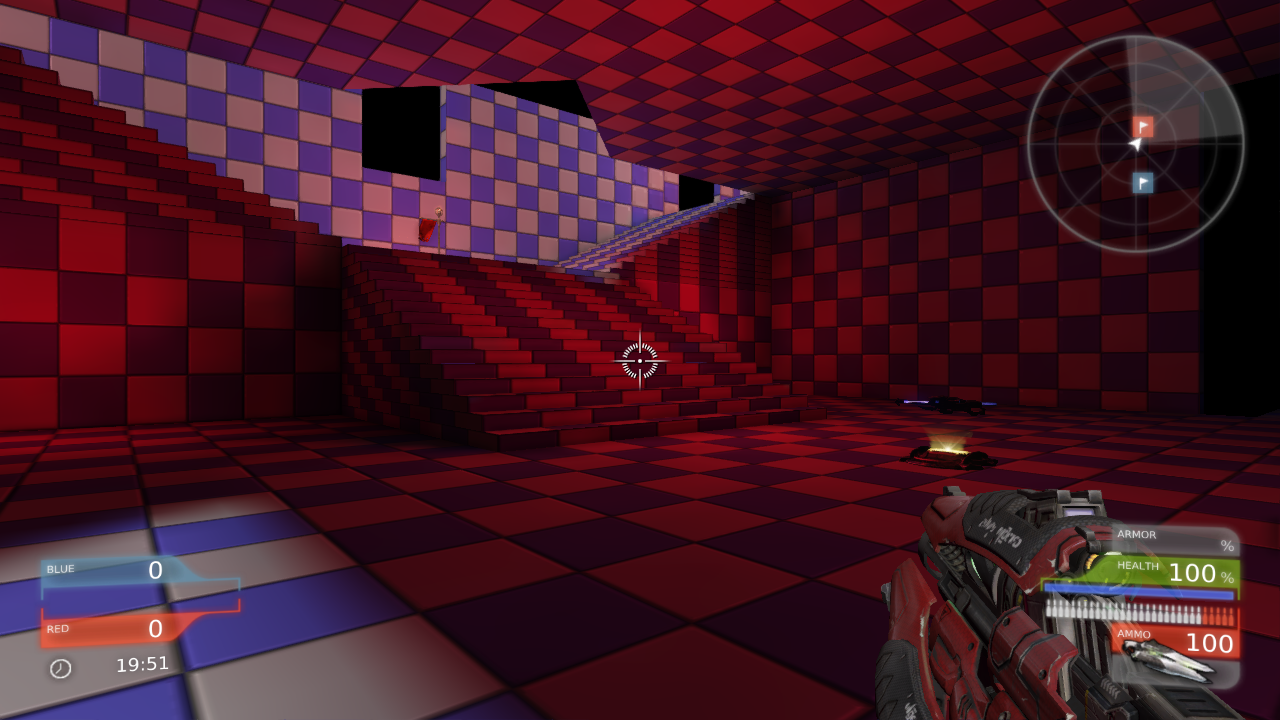 BLUE 0
RED 0
19:51
ARMOR %
HEALTH 100 %
AMMO 100